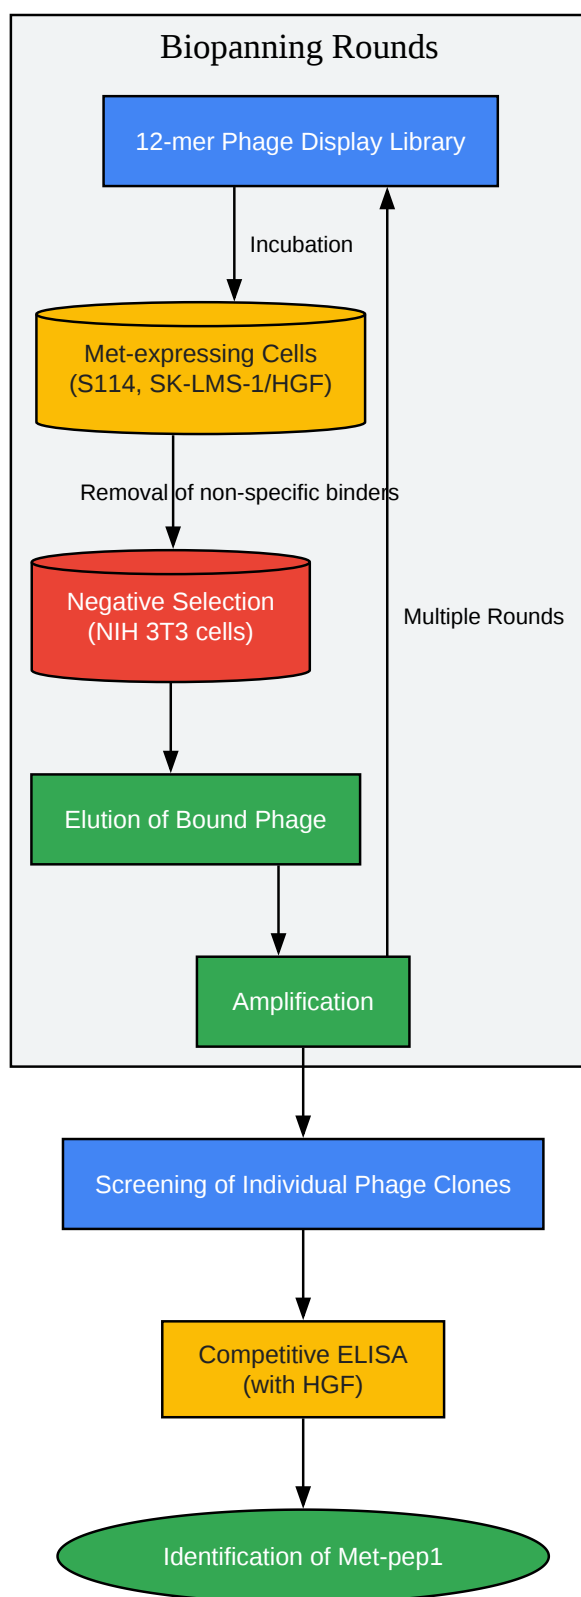 Biopanning Rounds
12-mer Phage Display Library
Incubation
Met-expressing Cells
(S114, SK-LMS-1/HGF)
Removal of non-specific binders
Negative Selection
(NIH 3T3 cells)
Multiple Rounds
Elution of Bound Phage
Amplification
Screening of Individual Phage Clones
Competitive ELISA
(with HGF)
Identification of Met-pep1